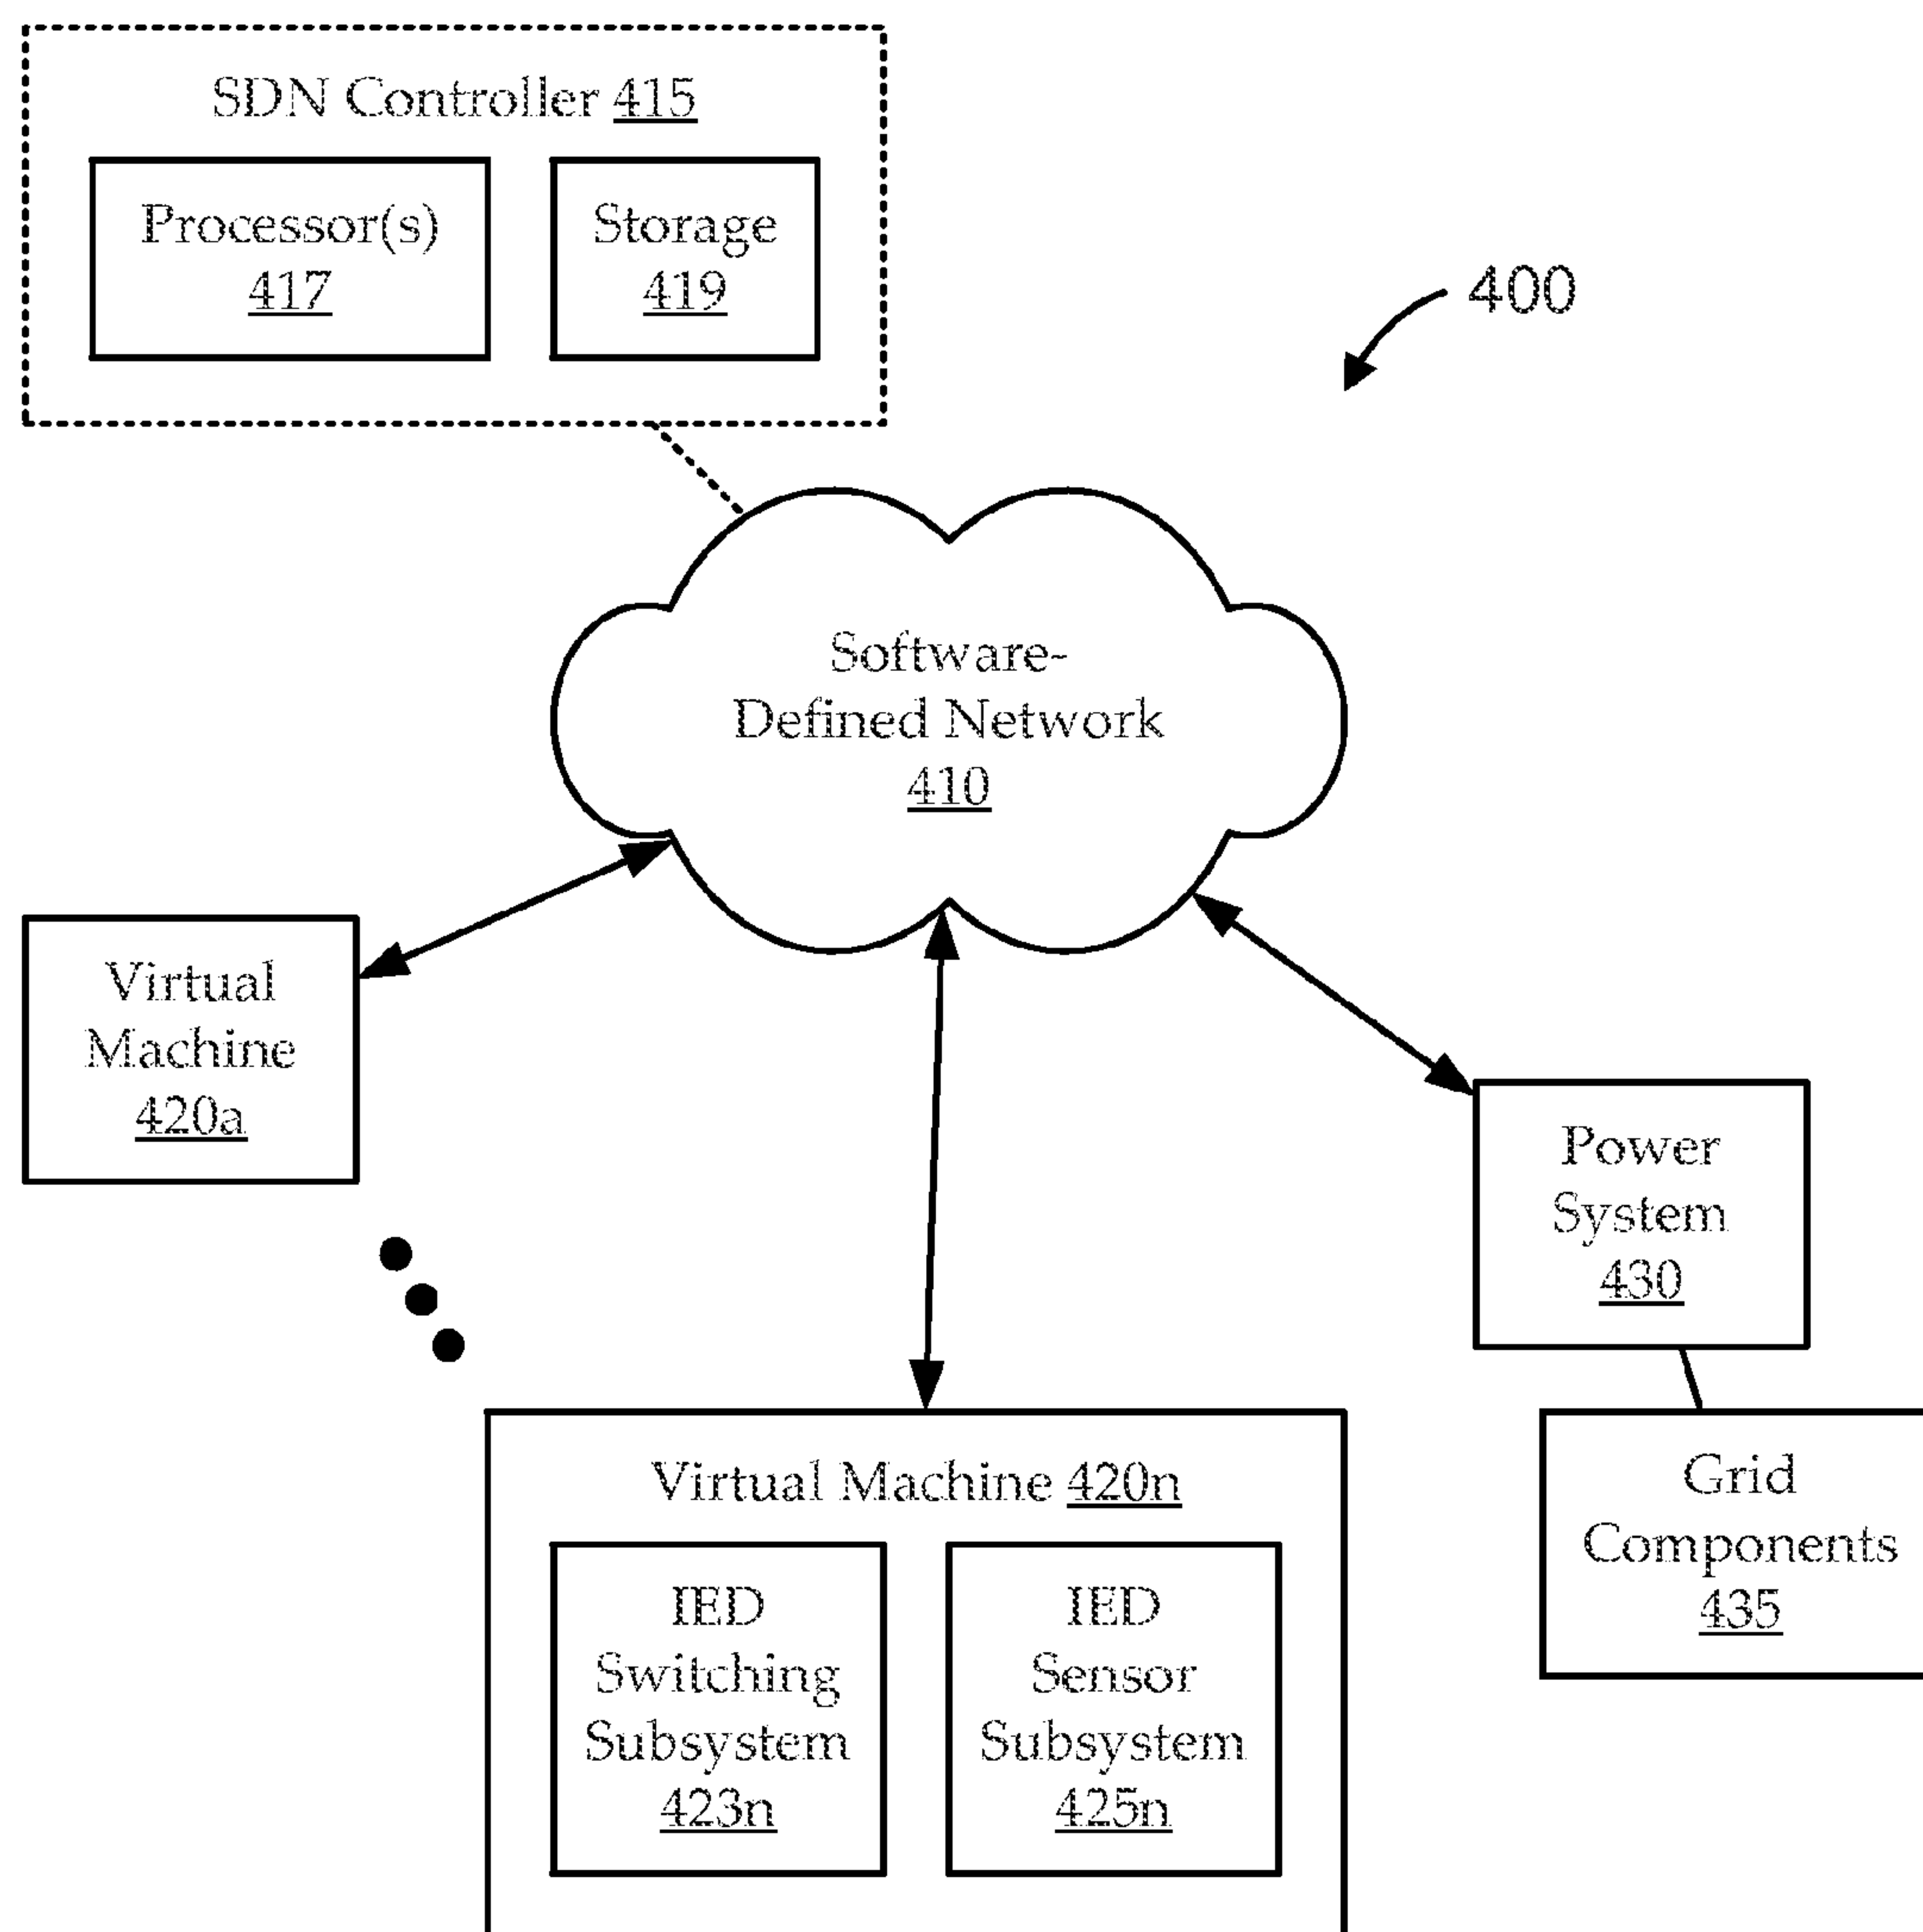 SDN Controller 415
Processor(s)
417
Storage
419
400
Software-
Defined Network
410
Virtual
Machine
420a
Power
System
430
Grid
Components
435
Virtual Machine 420n
IED
Switching
Subsystem
423n
IED
Sensor
Subsystem
425n